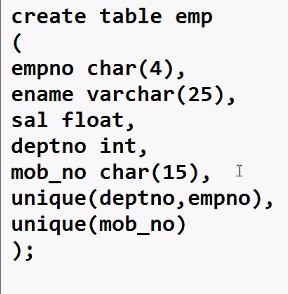 create table emp
(
empno char(4),
ename varchar(25),
sal float,
deptno int,
mob_no char(15),
unique(deptno,empno),
unique(mob_no)
);